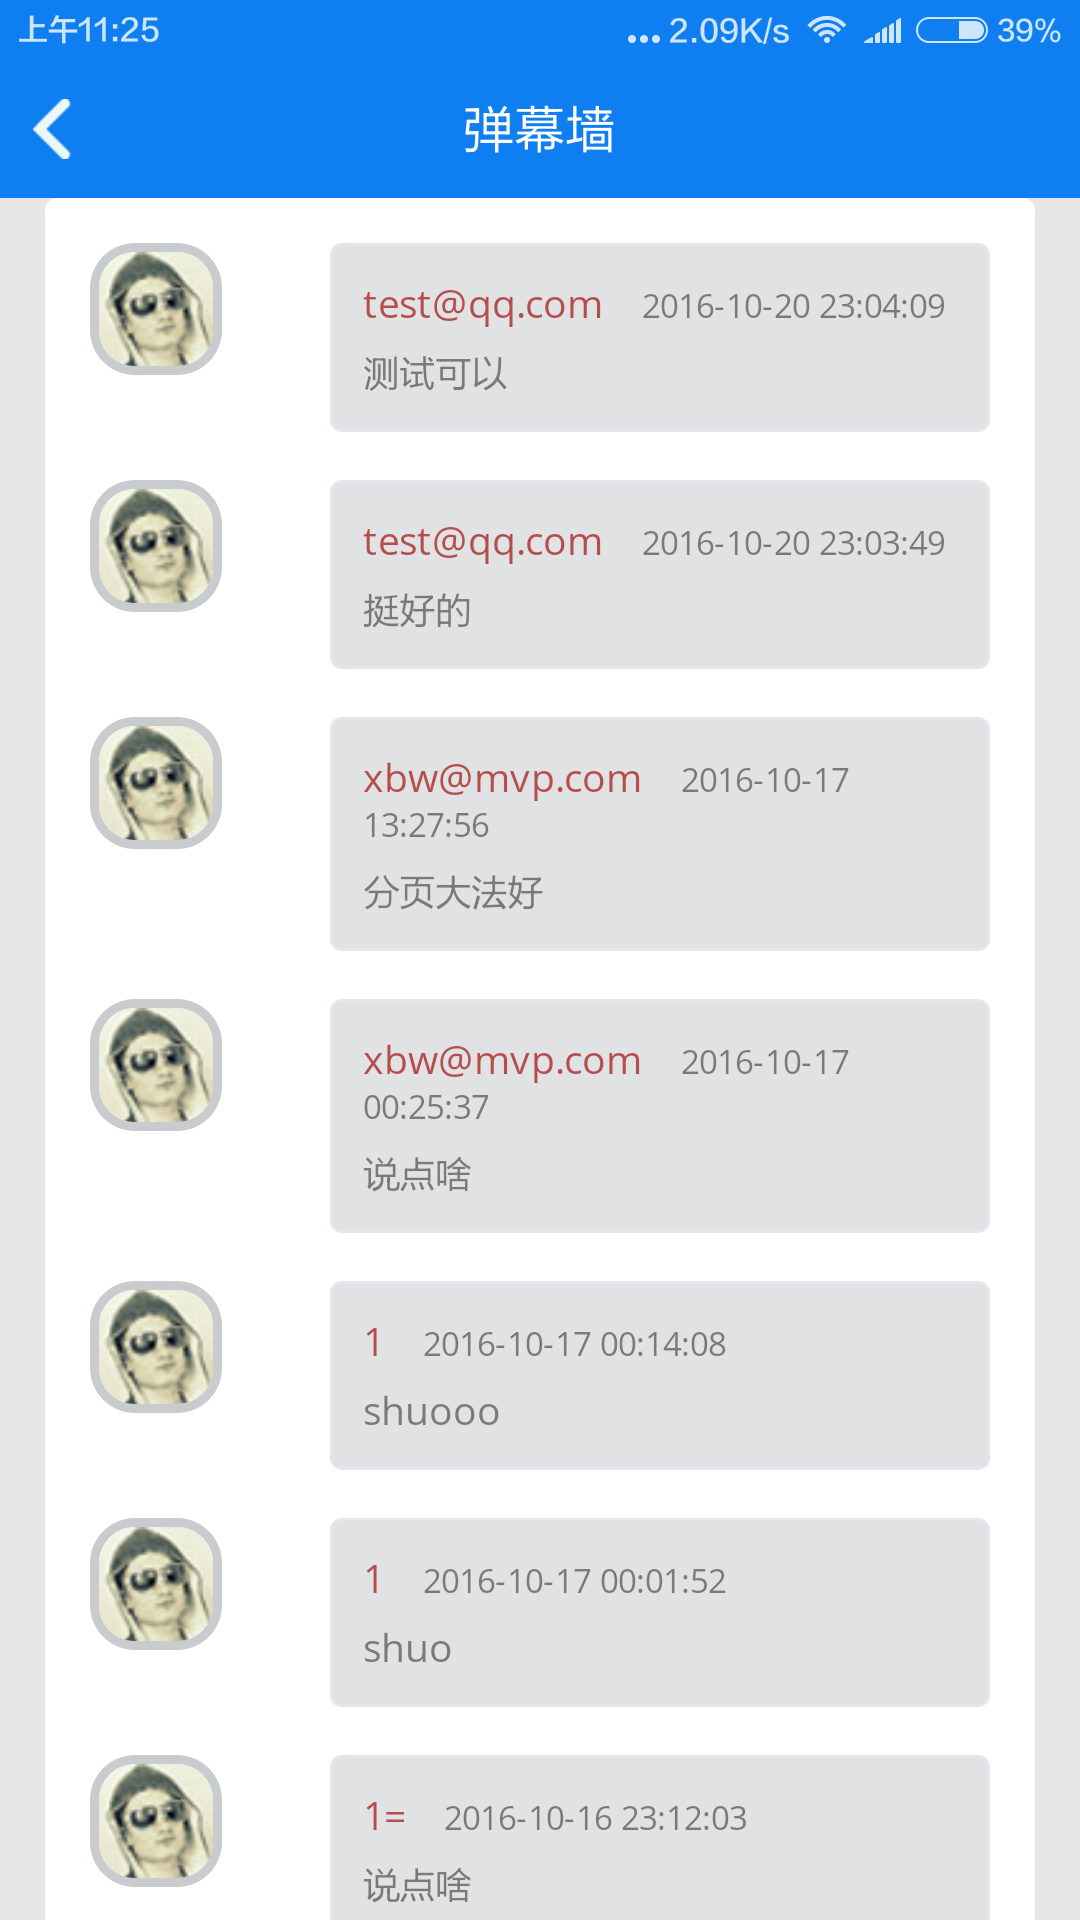 上午11:25 ... 2.09K/s 39%
弹幕墙
test@qq.com 2016-10-20 23:04:09
测试可以
test@qq.com 2016-10-20 23:03:49
挺好的
xbw@mvp.com 2016-10-17
13:27:56
分页大法好
xbw@mvp.com 2016-10-17
00:25:37
说点啥
1 2016-10-17 00:14:08
shuooo
1 2016-10-17 00:01:52
shuo
1= 2016-10-16 23:12:03
说点啥